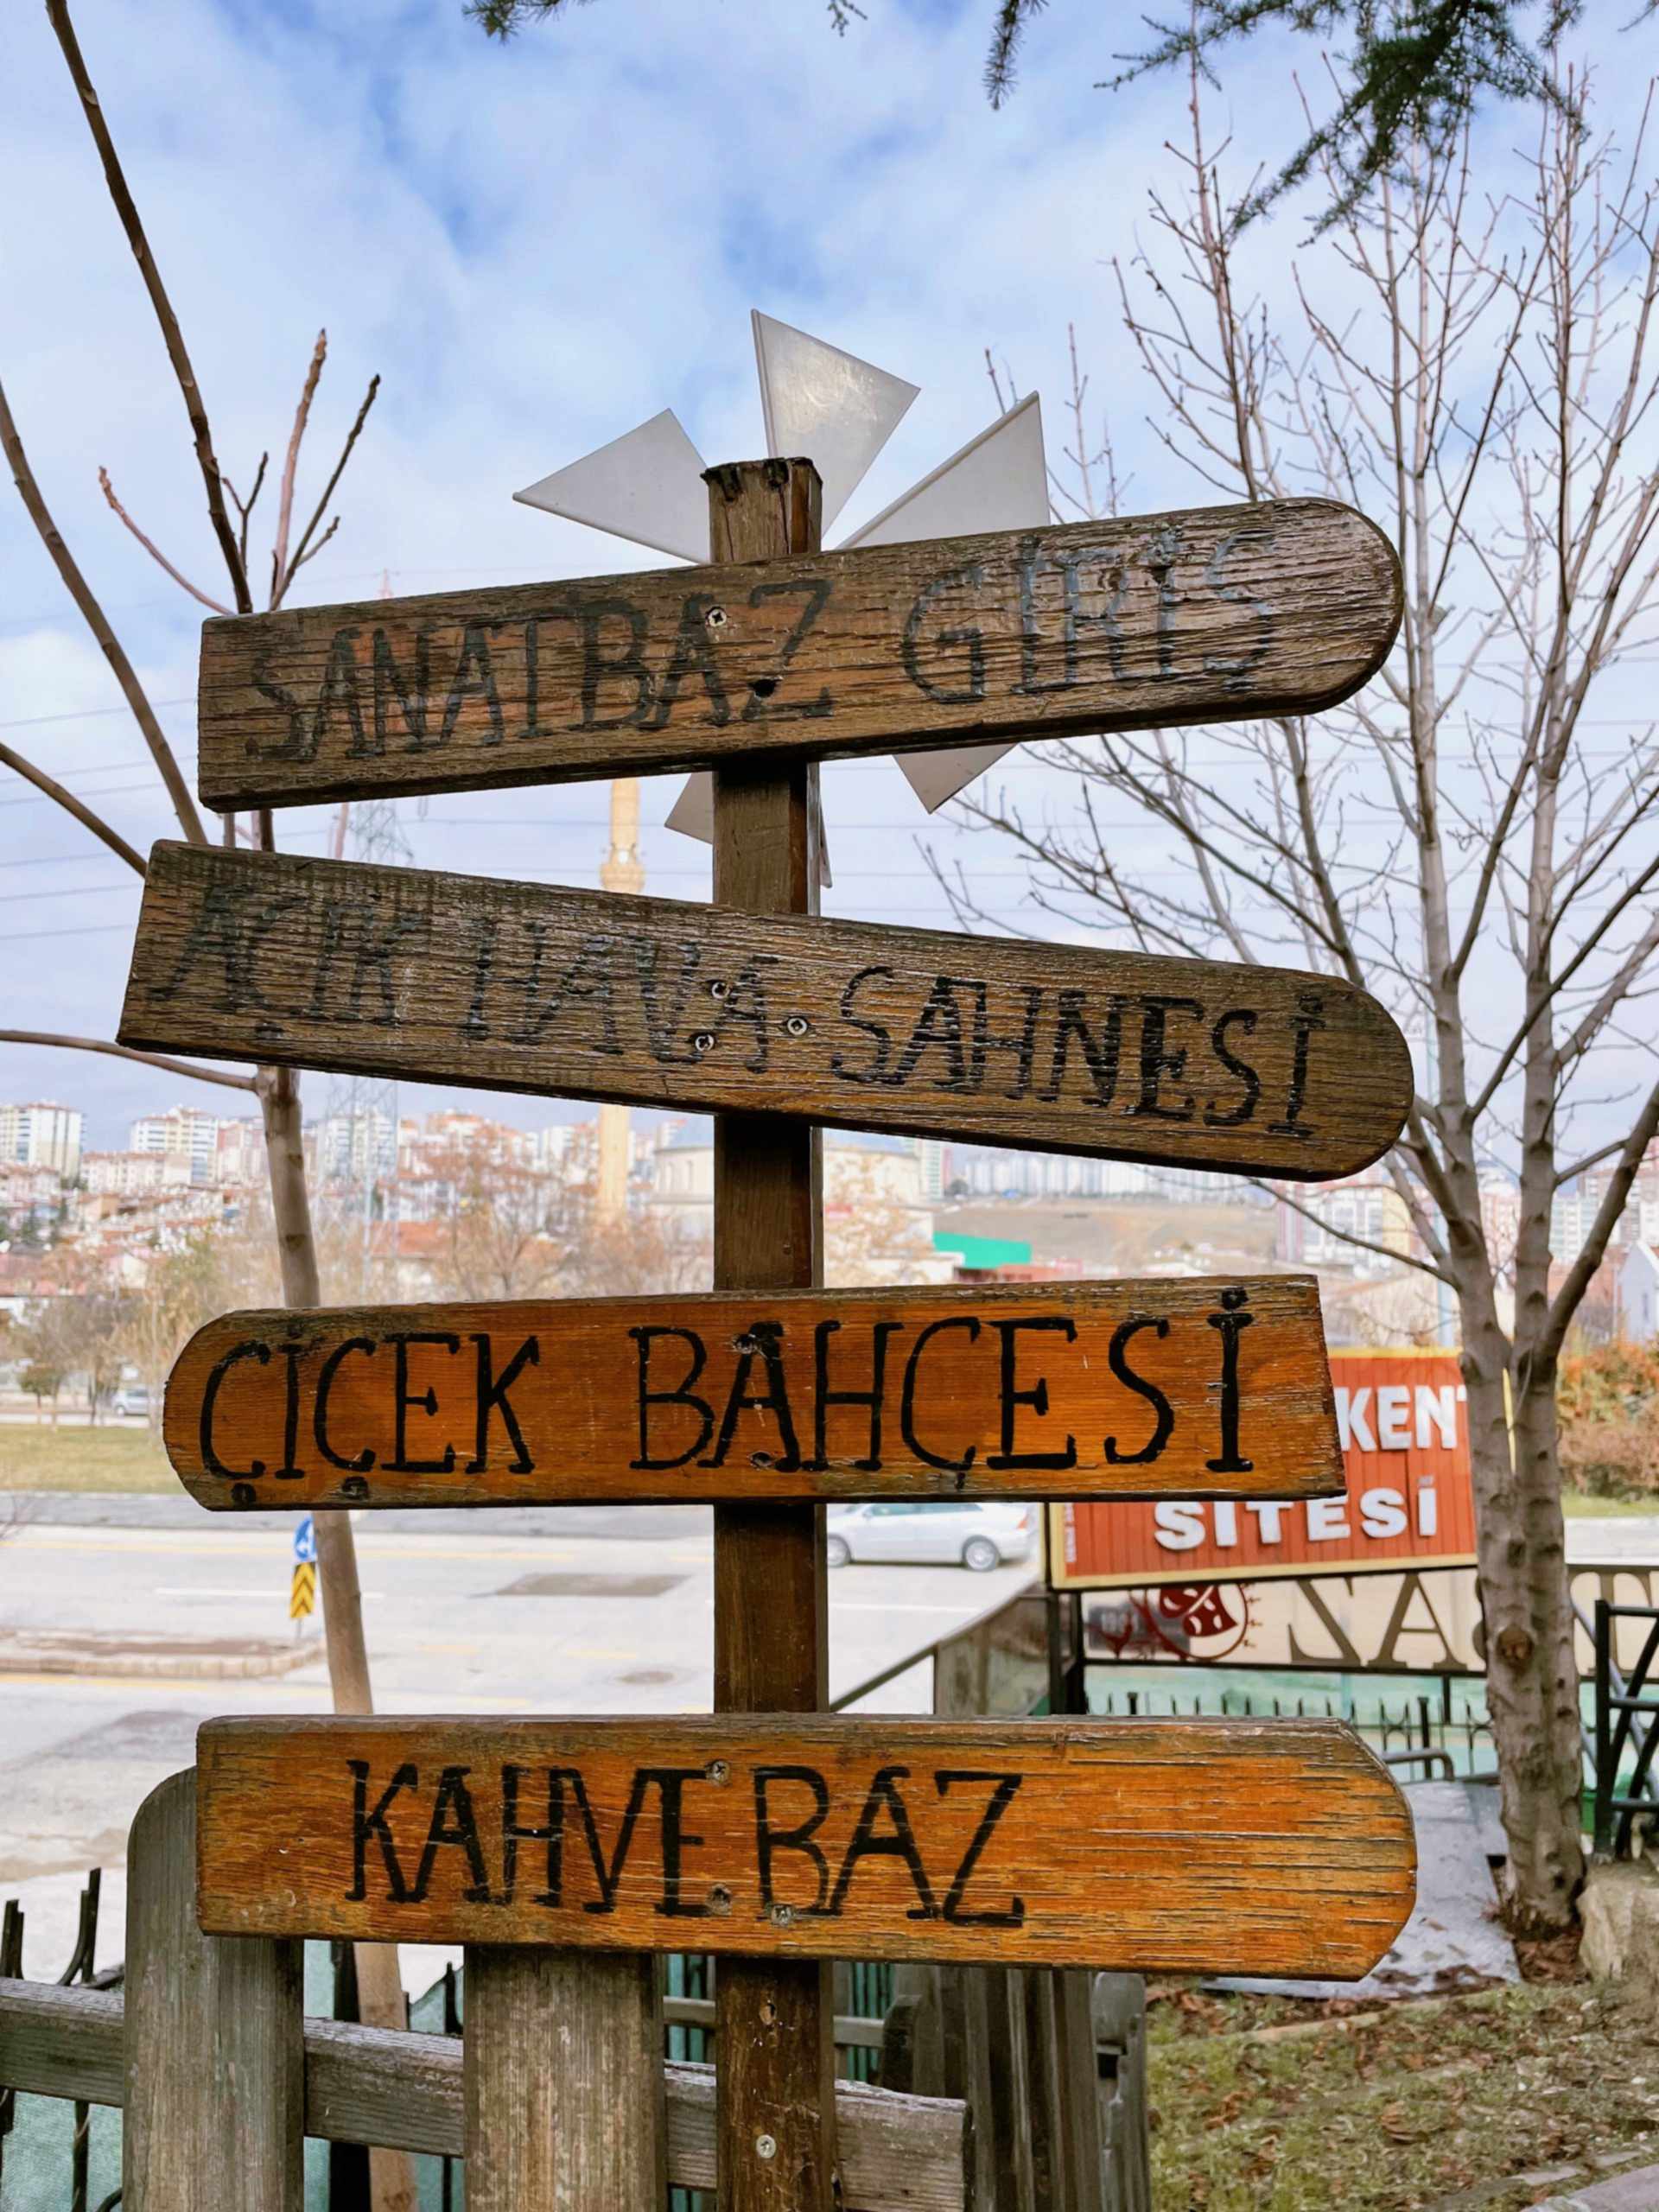 SANATBAZ GİRİŞ
AÇIK HAVA SAHNESİ
ÇİÇEK BAHÇESİ
KAHVEBAZ
KENT
SİTESİ